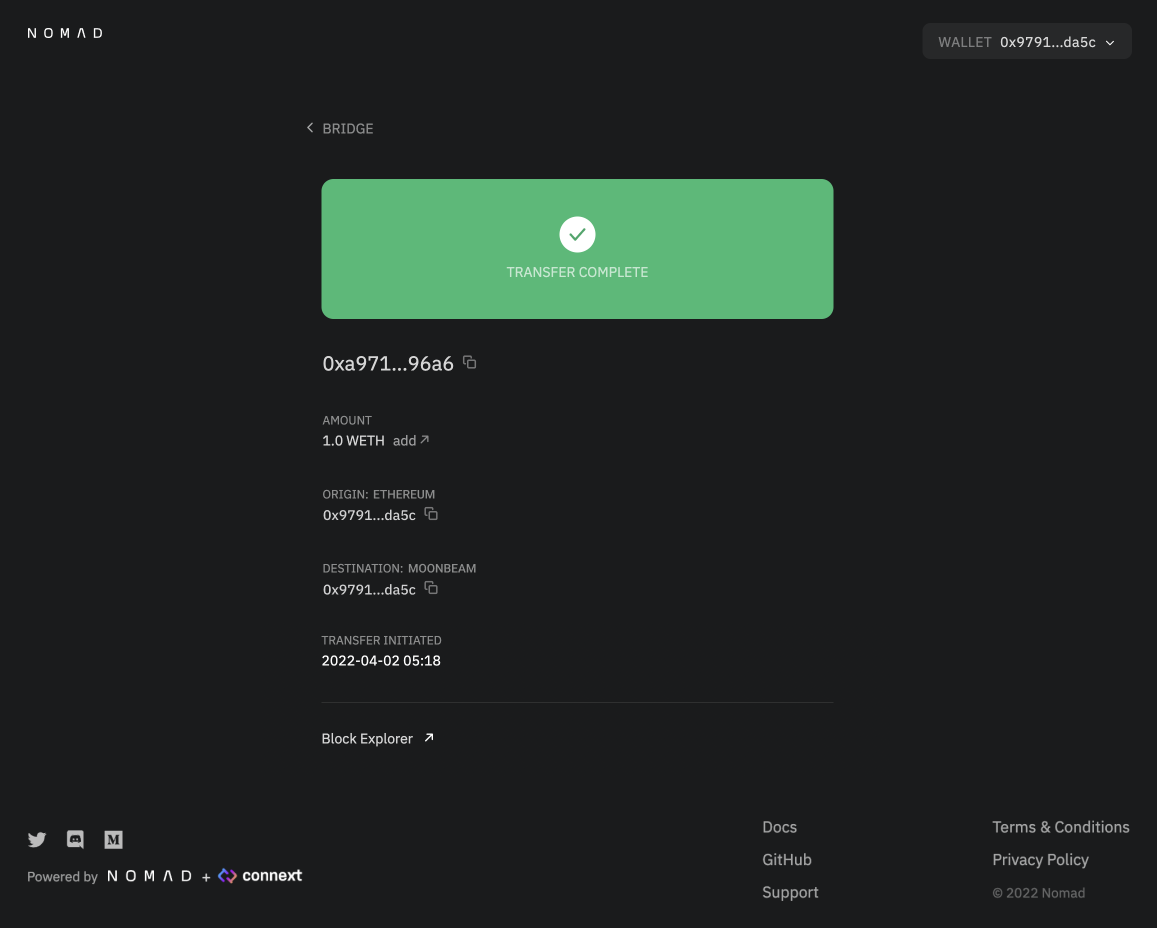 NOMAD
WALLET 0x9791...da5c
BRIDGE
TRANSFER COMPLETE
0xa971...96a6
AMOUNT
1.0 WETH add
ORIGIN: ETHEREUM
0x9791...da5c
DESTINATION: MOONBEAM
0x9791...da5c
TRANSFER INITIATED
2022-04-02 05:18
Block Explorer
M
Powered by NOMAD + connext
Docs
GitHub
Support
Terms & Conditions
Privacy Policy
© 2022 Nomad